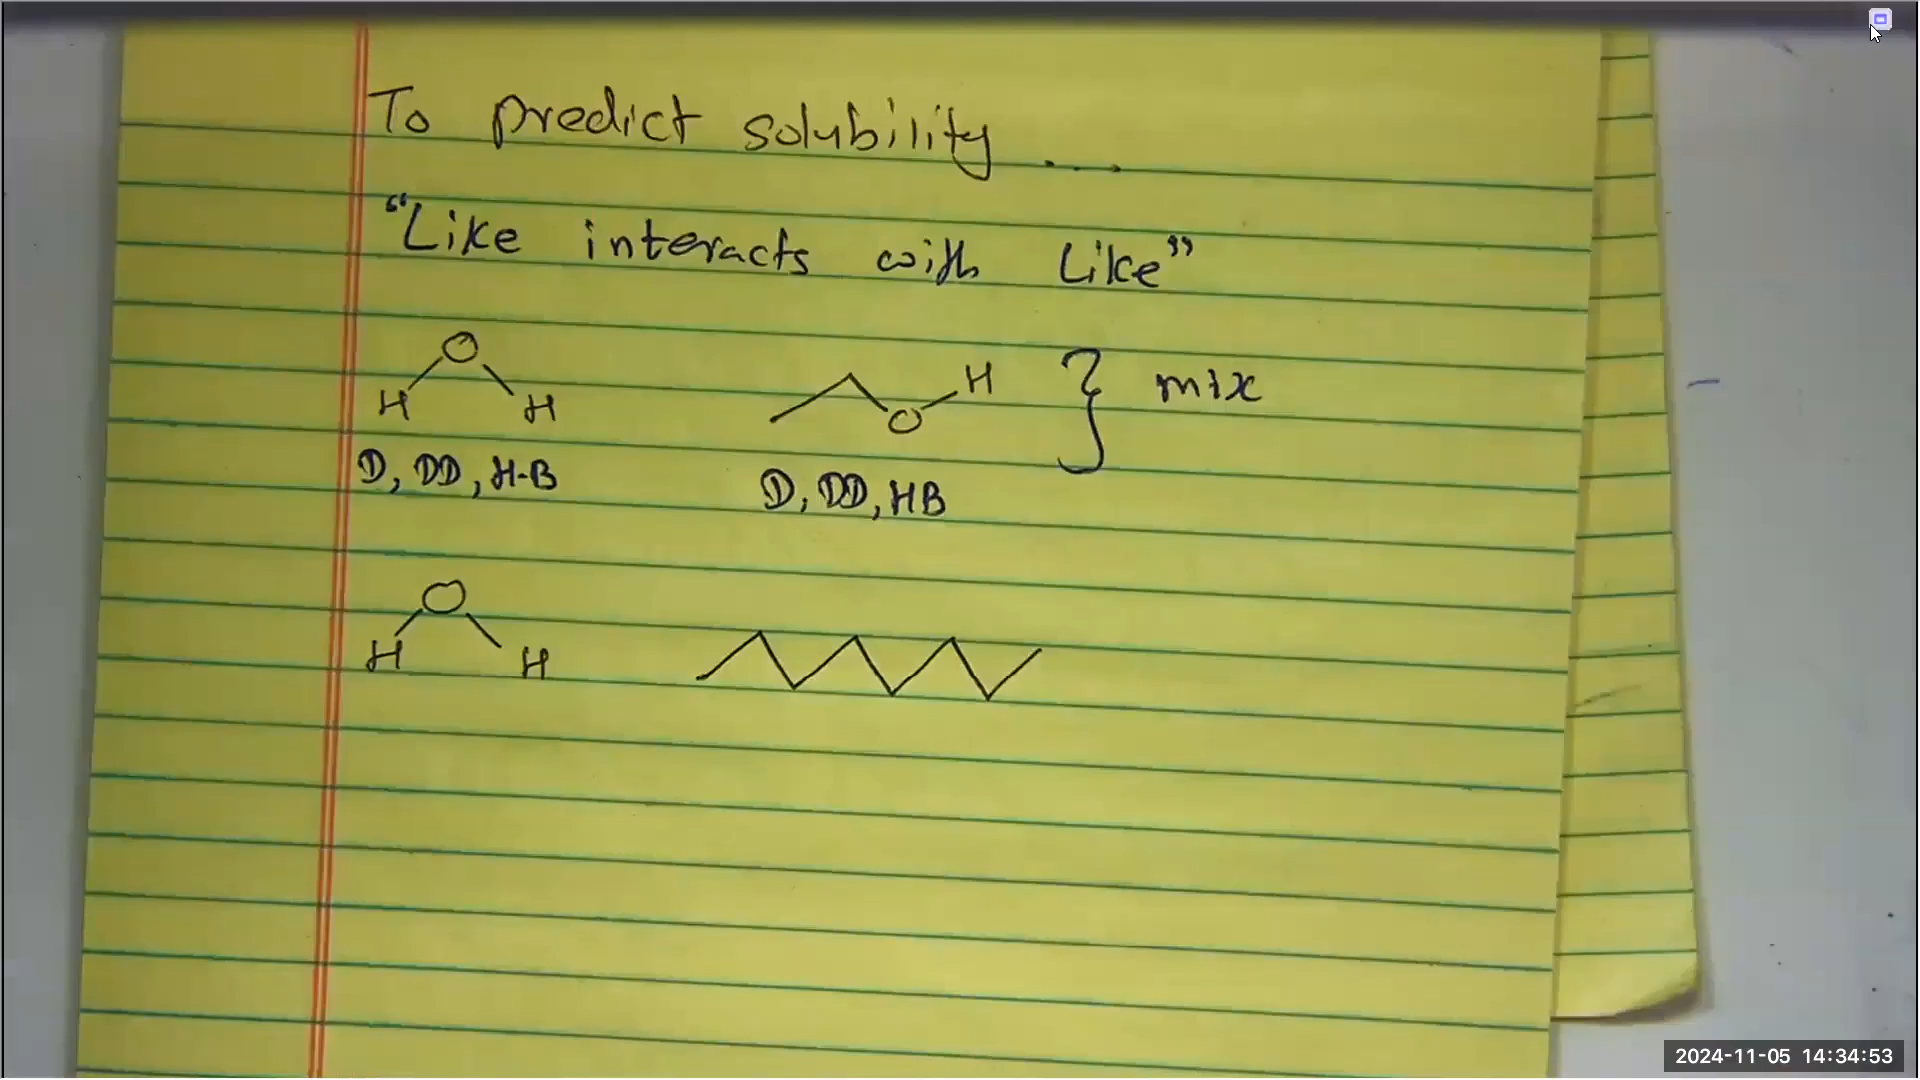 To predict solubility ....
“Like interacts with Like”
O
H H
O H
} mix
D, DD, H-B
D, DD, HB
O
H H
2024-11-05 14:34:53